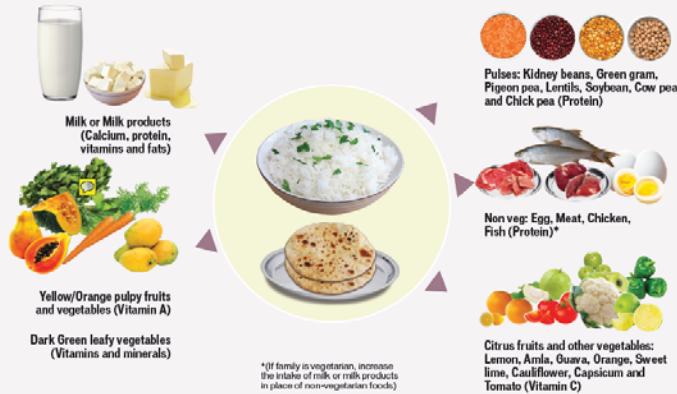 Milk or Milk products
(Calcium, protein,
vitamins and fats)
Yellow/Orange pulpy fruits
and vegetables (Vitamin A)
Dark Green leafy vegetables
(Vitamins and minerals)
*(If family is vegetarian, increase
the intake of milk or milk products
in place of non-vegetarian foods)
Pulses: Kidney beans, Green gram,
Pigeon pea, Lentils, Soybean, Cow pea
and Chick pea (Protein)
Non veg: Egg, Meat, Chicken,
Fish (Protein)*
Citrus fruits and other vegetables:
Lemon, Amla, Guava, Orange, Sweet
lime, Cauliflower, Capsicum and
Tomato (Vitamin C)